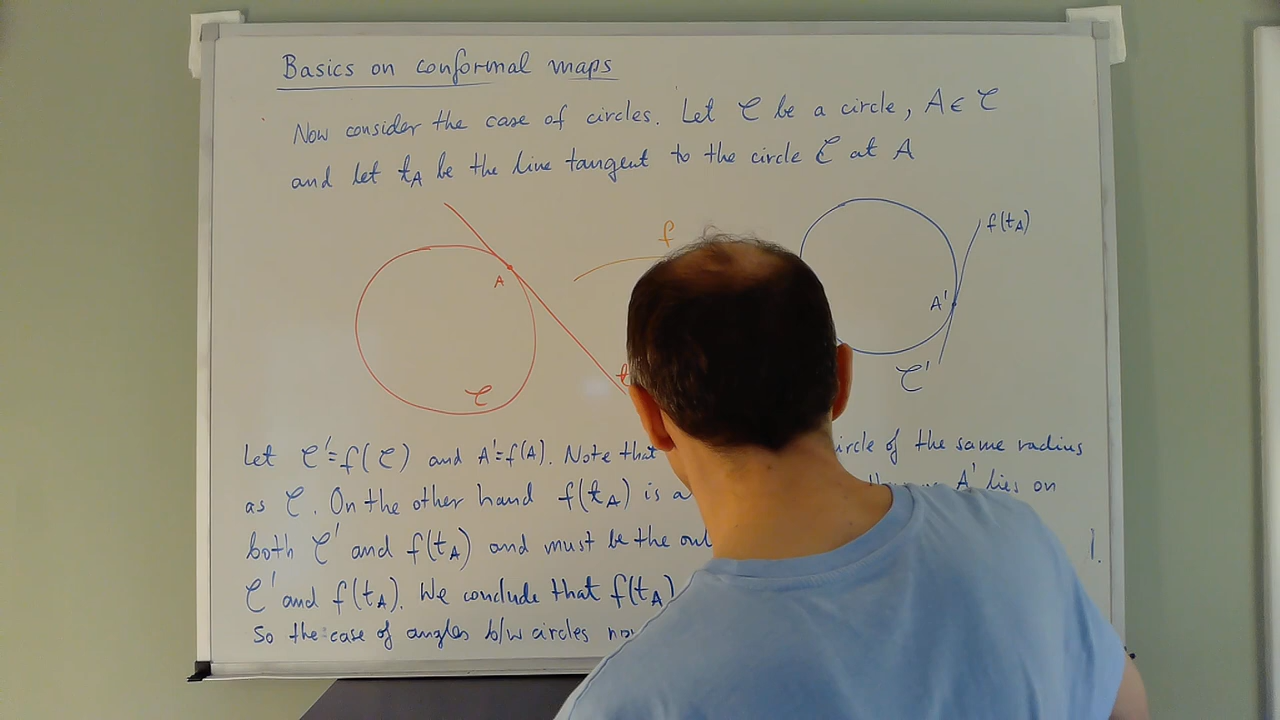 Basics on conformal maps
Now consider the case of circles. Let C be a circle, A ∈ C
and let t_A be the line tangent to the circle C at A
f
f(t_A)
A
A'
t
C
C'
Let C' = f(C) and A' = f(A). Note that circle of the same radius
as C. On the other hand f(t_A) is a A' lies on
both C' and f(t_A) and must be the
C' and f(t_A). We conclude that f(t_A)
So the case of angles b/w circles